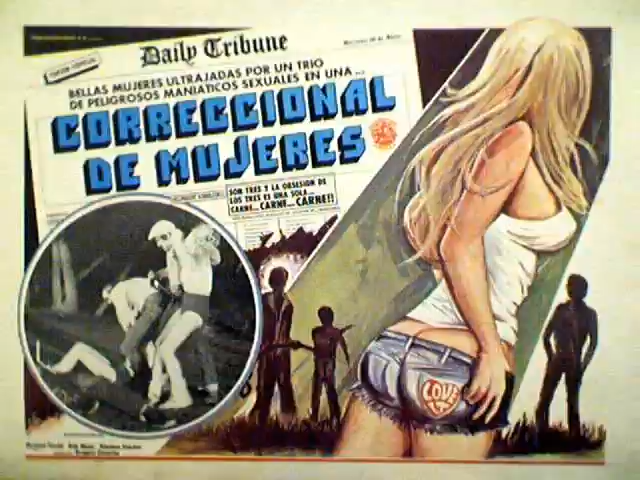 Daily Tribune
BELLAS MUJERES ULTRAJADAS POR UN TRIO
DE PELIGROSOS MANIATICOS SEXUALES EN UNA...
CORRECCIONAL
DE MUJERES
SON TRES Y LA OBSESION DE
LOS TRES ES UNA SOLA...
CARNE... CARNE... CARNE!!
LOVE